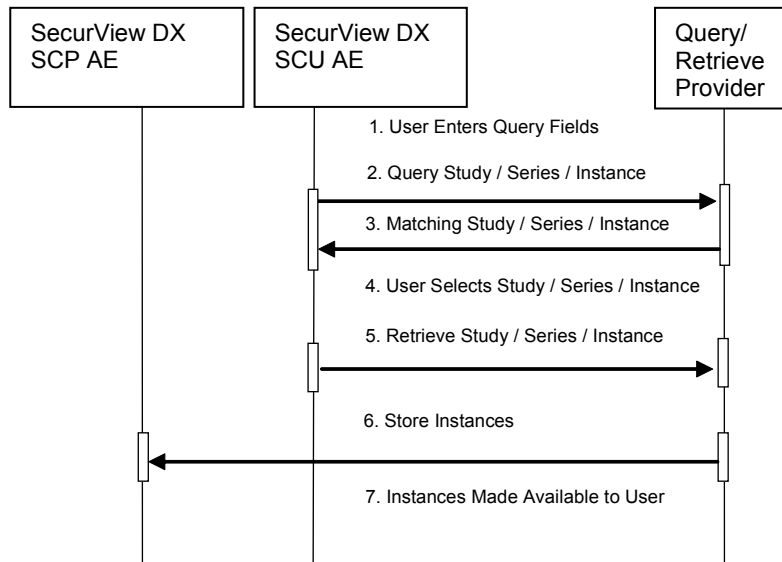 SecurView DX
SCP AE
SecurView DX
SCU AE
Query/
Retrieve
Provider
1. User Enters Query Fields
2. Query Study / Series / Instance
3. Matching Study / Series / Instance
4. User Selects Study / Series / Instance
5. Retrieve Study / Series / Instance
6. Store Instances
7. Instances Made Available to User